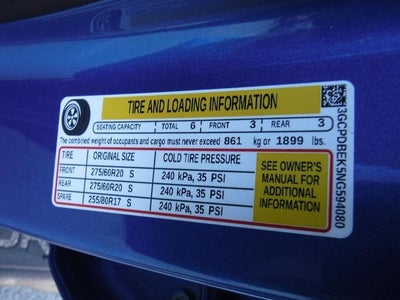 TIRE AND LOADING INFORMATION
SEATING CAPACITY TOTAL 6 FRONT 3 REAR 3
The combined weight of occupants and cargo must never exceed 861 kg or 1899 lbs.
TIRE ORIGINAL SIZE COLD TIRE PRESSURE
FRONT 275/60R20 S 240 kPa, 35 PSI
REAR 275/60R20 S 240 kPa, 35 PSI
SPARE 255/80R17 S 240 kPa, 35 PSI
SEE OWNER'S
MANUAL FOR
ADDITIONAL
INFORMATION
3GCPDBEK5NG594080